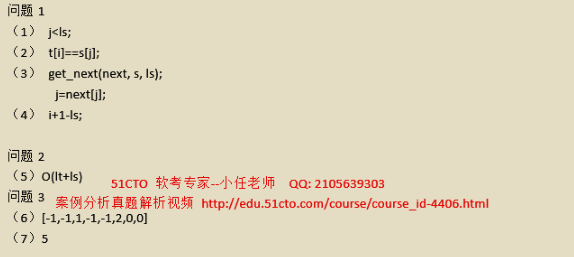 问题 1
（1） j<ls;
（2） t[i]==s[j];
（3） get_next(next, s, ls);
j=next[j];
（4） i+1-ls;
问题 2
（5）O(lt+ls)
51CTO 软考专家--小任老师 QQ: 2105639303
问题 3
案例分析真题解析视频 http://edu.51cto.com/course/course_id-4406.html
（6）[-1,-1,1,-1,-1,2,0,0]
（7）5